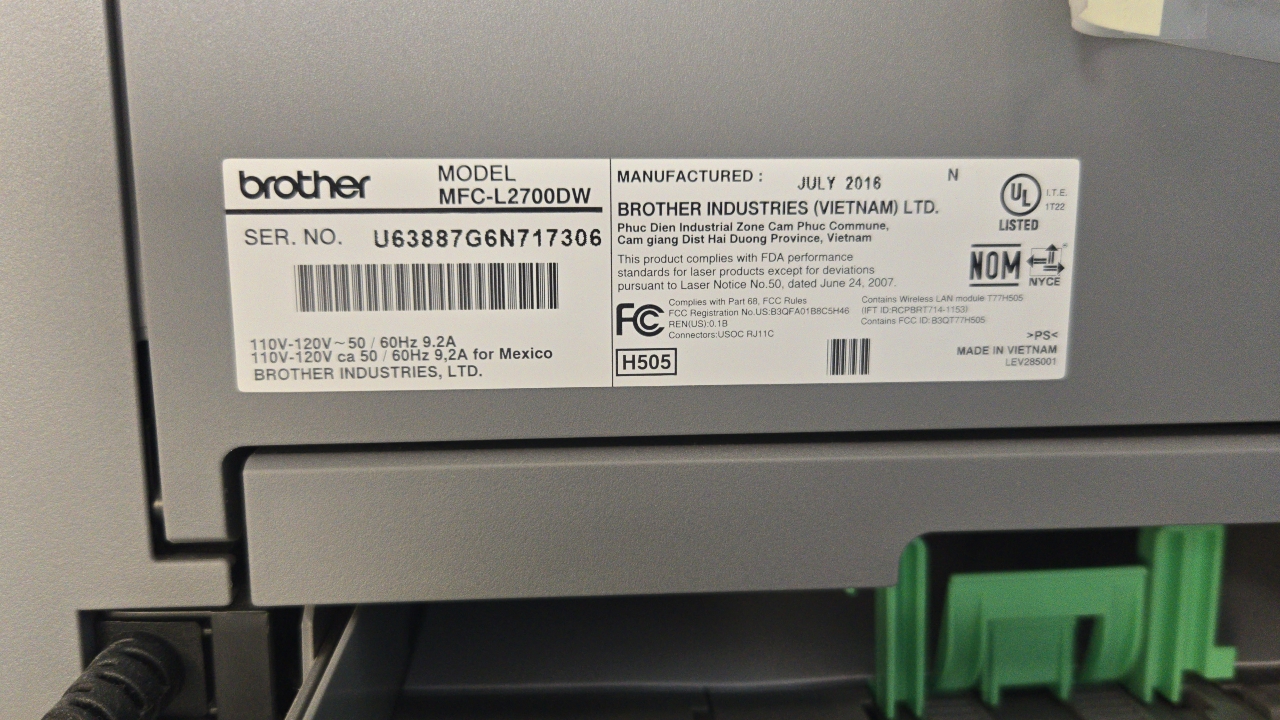 brother
MODEL
MFC-L2700DW
SER. NO. U63887G6N717306
110V-120V~50 / 60Hz 9.2A
110V-120V ca 50 / 60Hz 9,2A for Mexico
BROTHER INDUSTRIES, LTD.
MANUFACTURED : JULY 2016 N
BROTHER INDUSTRIES (VIETNAM) LTD.
Phuc Dien Industrial Zone Cam Phuc Commune,
Cam giang Dist Hai Duong Province, Vietnam
This product complies with FDA performance
standards for laser products except for deviations
pursuant to Laser Notice No.50, dated June 24, 2007.
FC
Complies with Part 68, FCC Rules
FCC Registration No.US:B3QFA01B8C5H46
REN(US):0.1B
Connectors:USOC RJ11C
Contains Wireless LAN module T77H505
(IFT ID:RCPBRT714-1153)
Contains FCC ID:B3QT77H505
H505
UL
LISTED
I.T.E.
1T22
NOM
NYCE
>PS<
MADE IN VIETNAM
LEV285001